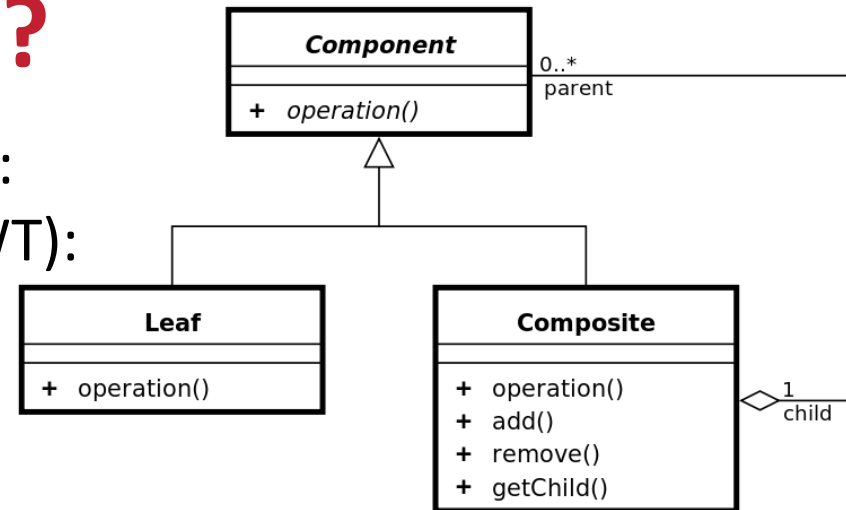 ?
Component
0..*
parent
+ operation()
:
/T):
Leaf
+ operation()
Composite
+ operation()
+ add()
+ remove()
+ getChild()
1
child